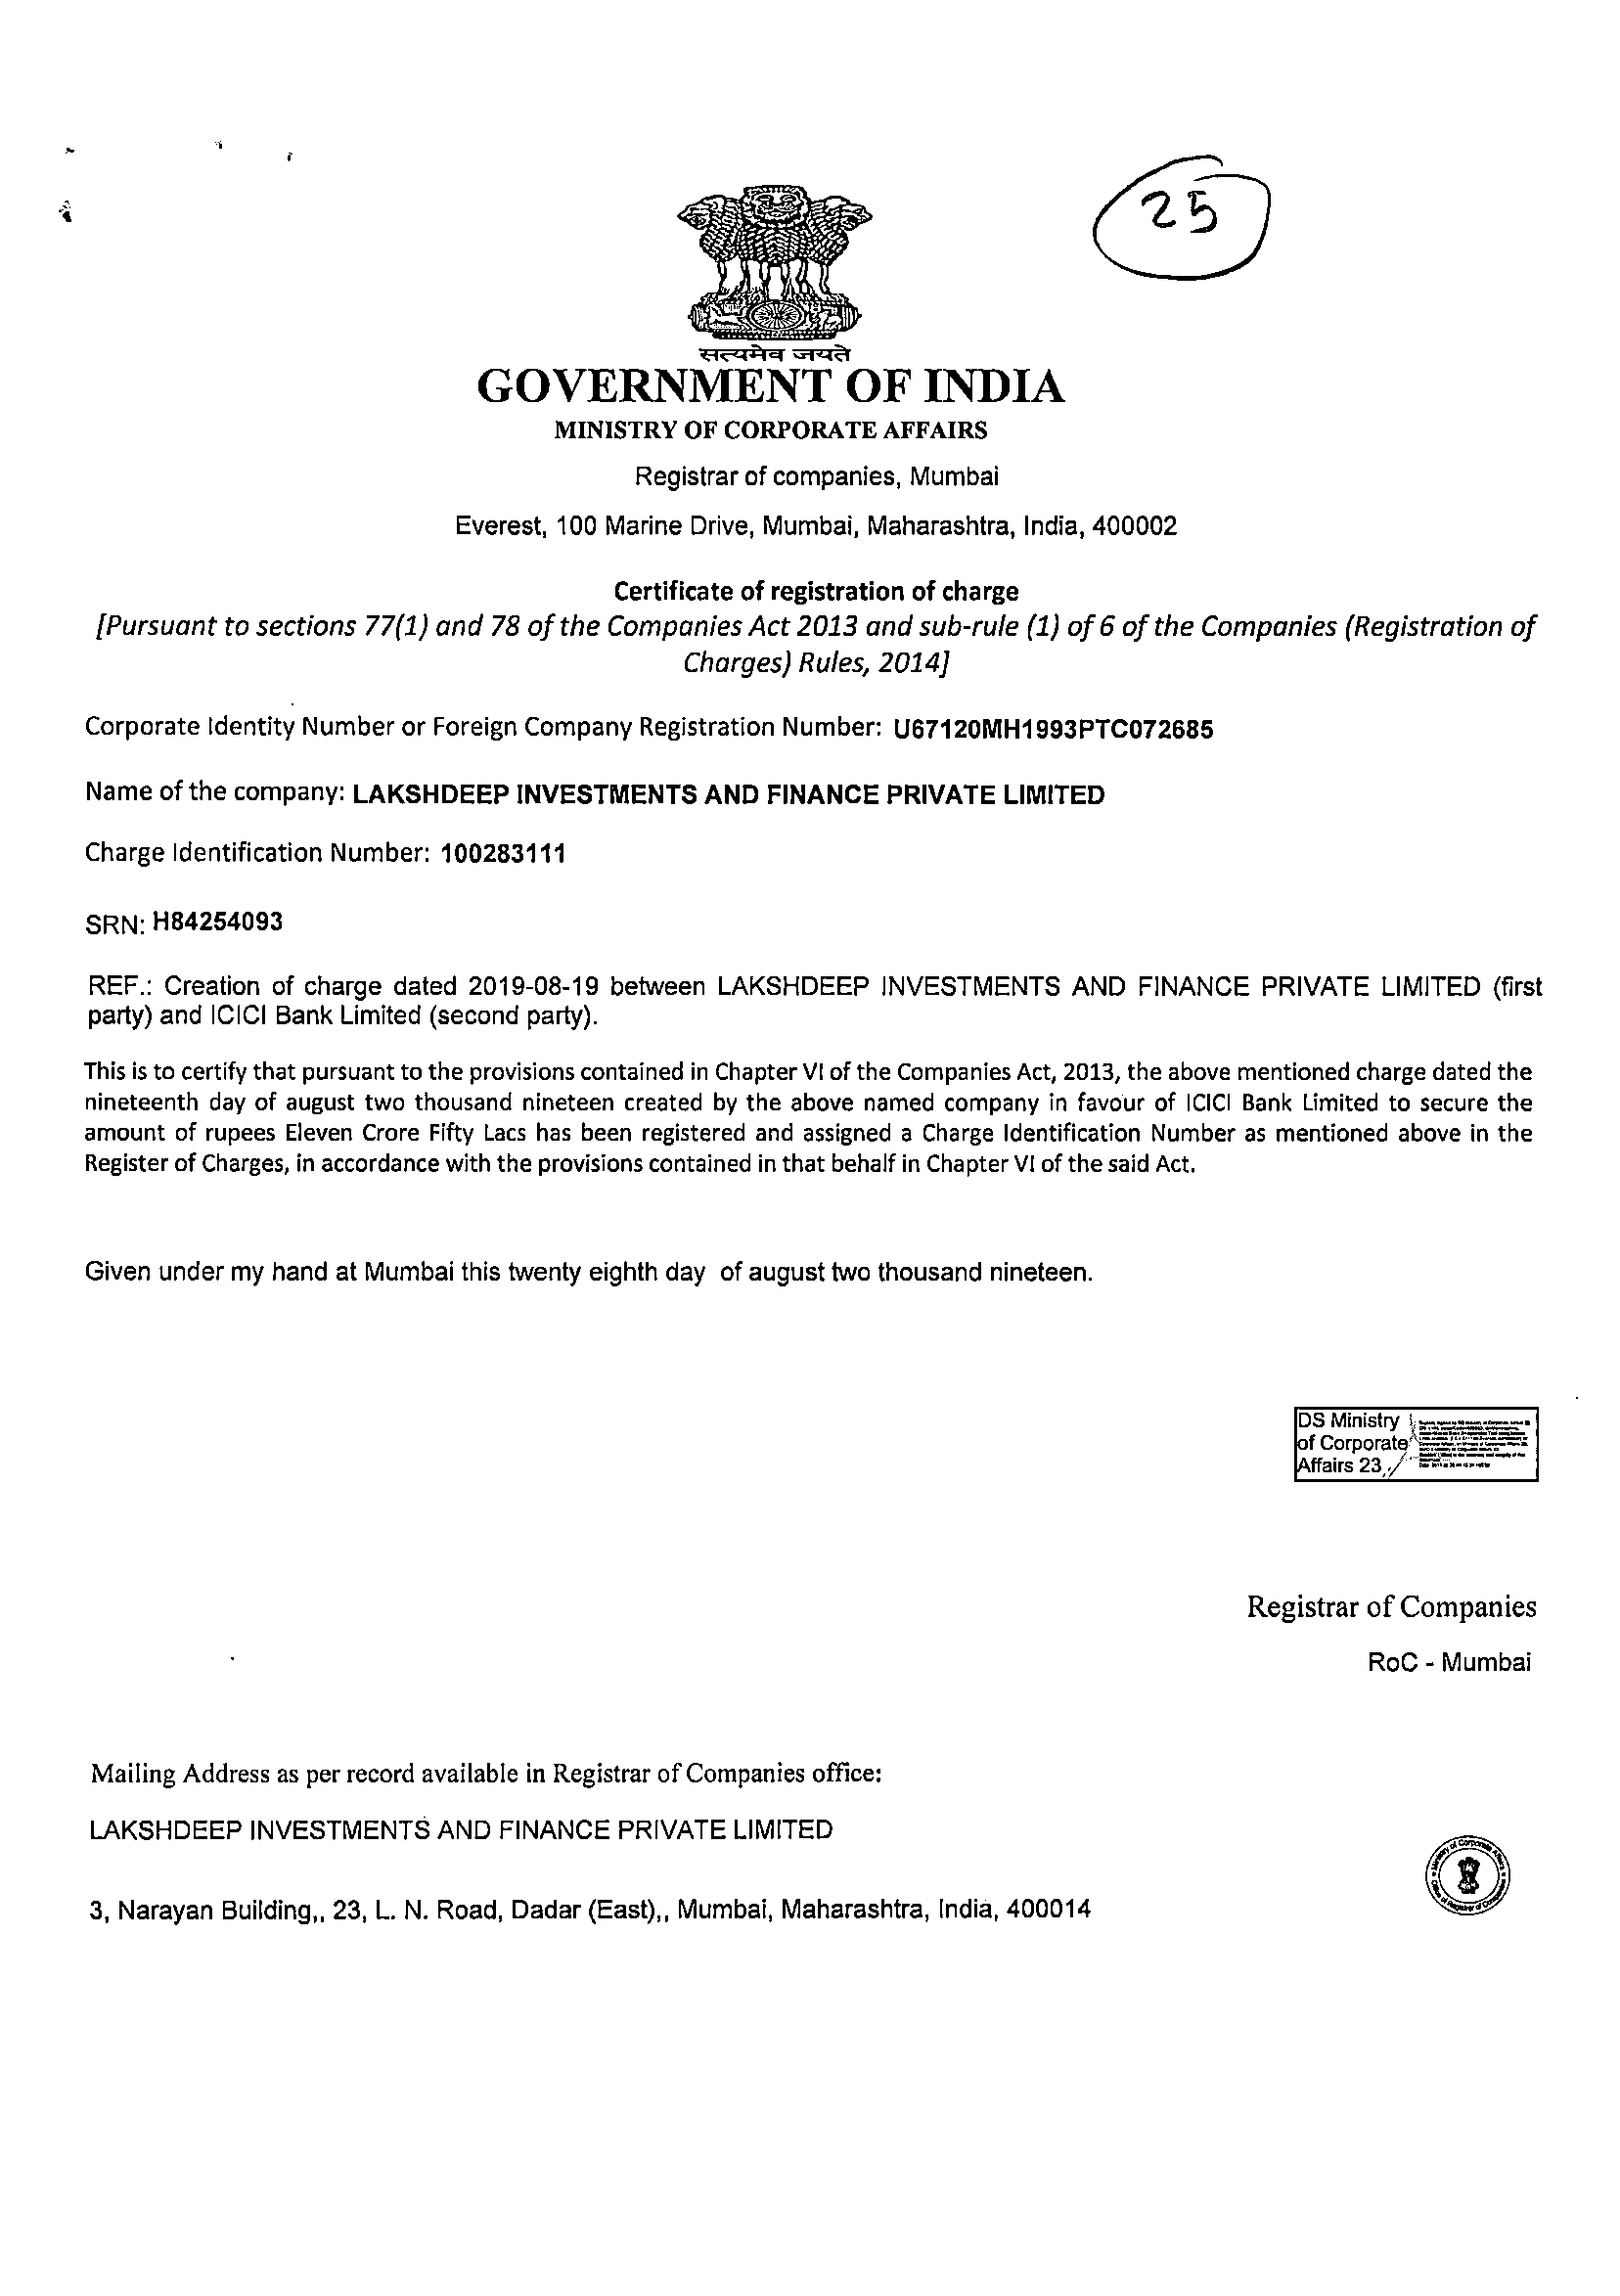 25
सत्यमेव जयते
GOVERNMENT OF INDIA
MINISTRY OF CORPORATE AFFAIRS
Registrar of companies, Mumbai
Everest, 100 Marine Drive, Mumbai, Maharashtra, India, 400002
Certificate of registration of charge
[Pursuant to sections 77(1) and 78 of the Companies Act 2013 and sub-rule (1) of 6 of the Companies (Registration of
Charges) Rules, 2014]
Corporate Identity Number or Foreign Company Registration Number: U67120MH1993PTC072685
Name of the company: LAKSHDEEP INVESTMENTS AND FINANCE PRIVATE LIMITED
Charge Identification Number: 100283111
SRN: H84254093
REF.: Creation of charge dated 2019-08-19 between LAKSHDEEP INVESTMENTS AND FINANCE PRIVATE LIMITED (first
party) and ICICI Bank Limited (second party).
This is to certify that pursuant to the provisions contained in Chapter VI of the Companies Act, 2013, the above mentioned charge dated the
nineteenth day of august two thousand nineteen created by the above named company in favour of ICICI Bank Limited to secure the
amount of rupees Eleven Crore Fifty Lacs has been registered and assigned a Charge Identification Number as mentioned above in the
Register of Charges, in accordance with the provisions contained in that behalf in Chapter VI of the said Act.
Given under my hand at Mumbai this twenty eighth day of august two thousand nineteen.
DS Ministry
of Corporate
Affairs 23
Registrar of Companies
RoC - Mumbai
Mailing Address as per record available in Registrar of Companies office:
LAKSHDEEP INVESTMENTS AND FINANCE PRIVATE LIMITED
3, Narayan Building,, 23, L. N. Road, Dadar (East),, Mumbai, Maharashtra, India, 400014
Ministry of Corporate Affairs
Office of Registrar of Companies